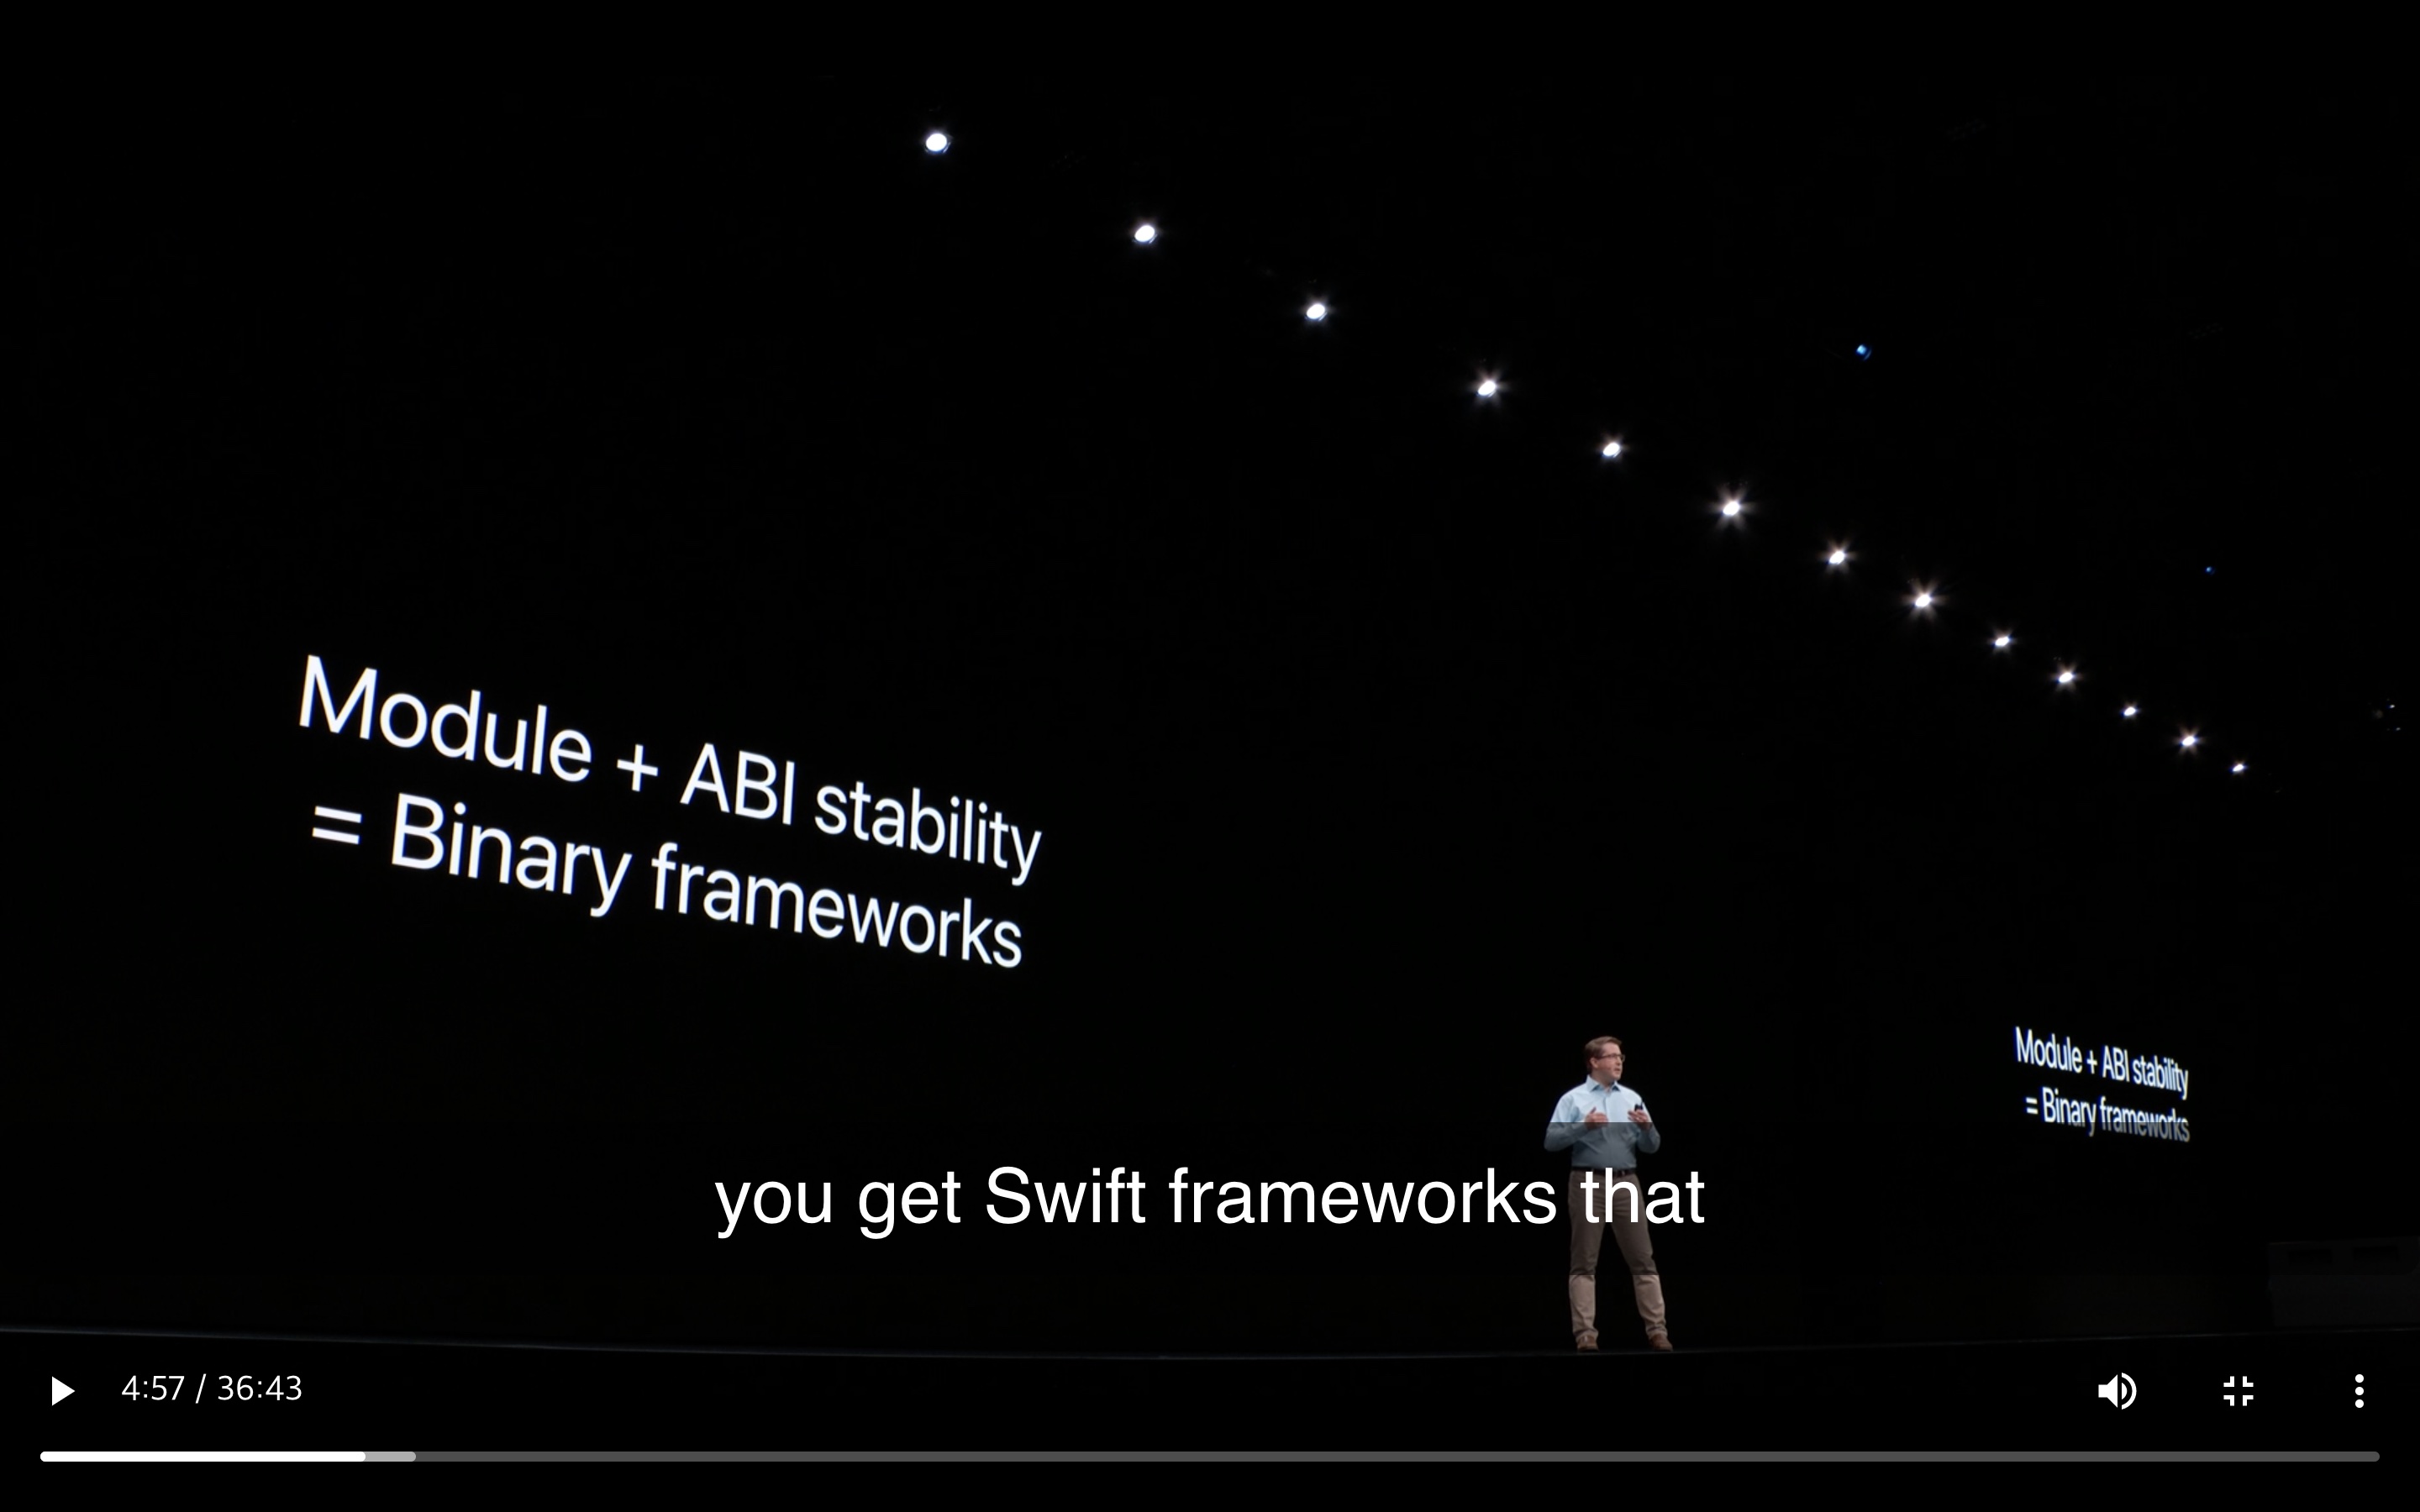 Module + ABI stability
= Binary frameworks
Module + ABI stability
= Binary frameworks
you get Swift frameworks that
4:57 / 36:43